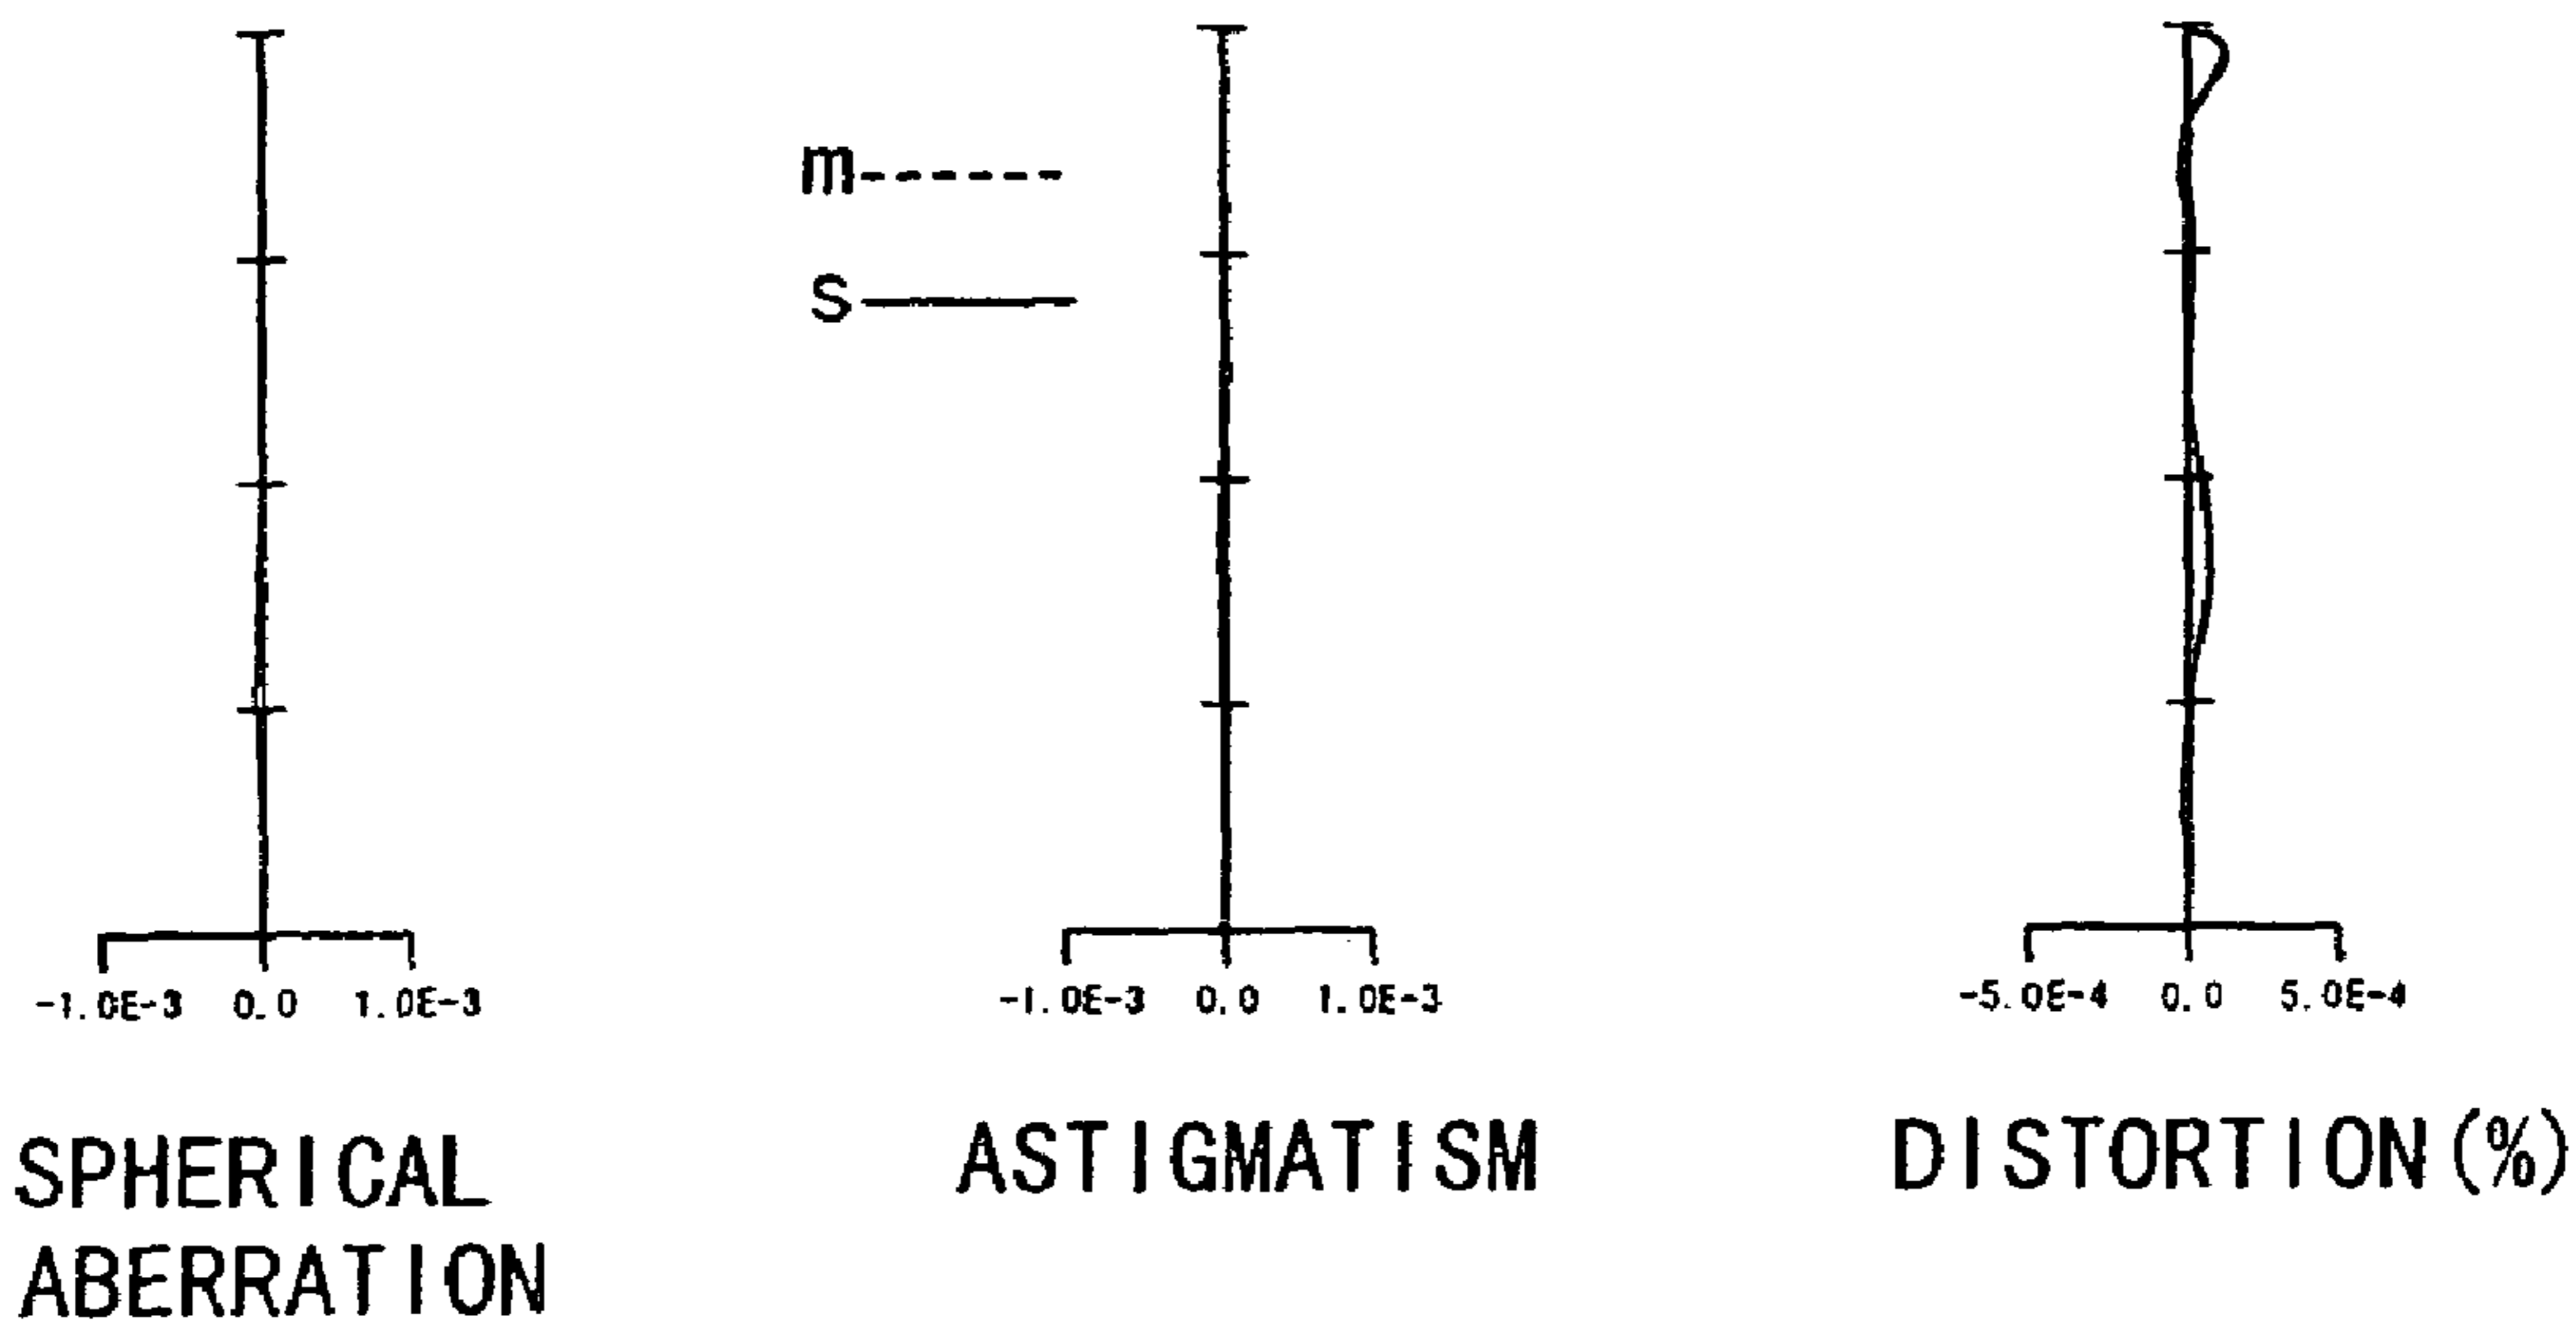 m
s
-1.0E-3 0.0 1.0E-3
-1.0E-3 0.0 1.0E-3
-5.0E-4 0.0 5.0E-4
SPHERICAL
ABERRATION
ASTIGMATISM
DISTORTION(%)